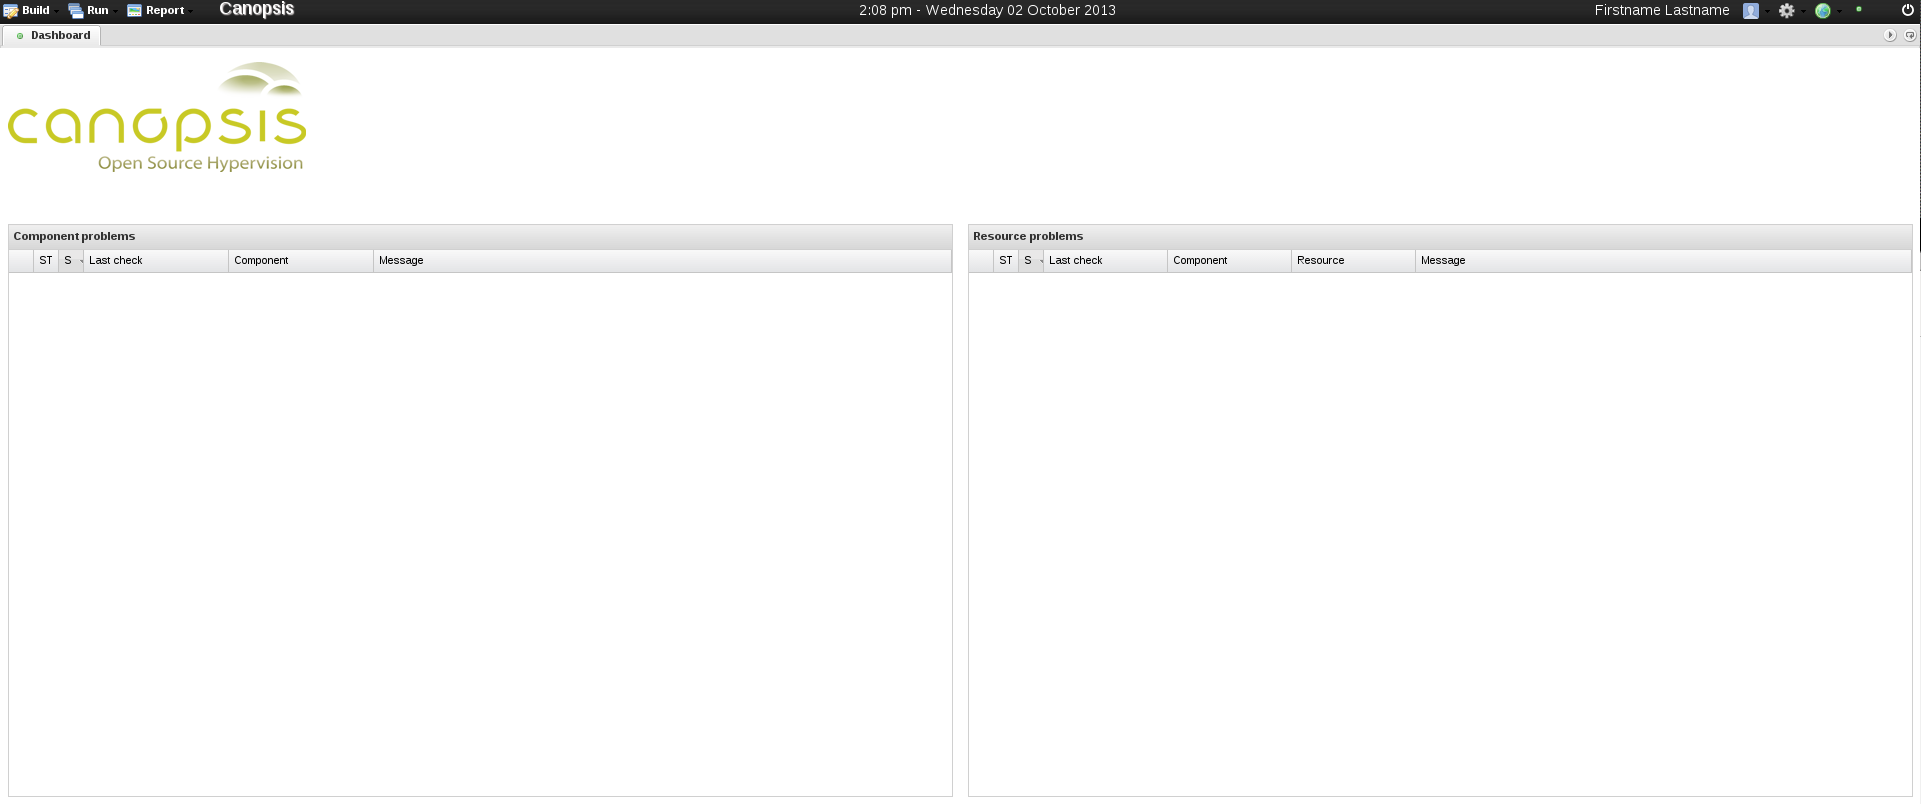 Build Run Report Canopsis 2:08 pm - Wednesday 02 October 2013 Firstname Lastname
Dashboard
canopsis
Open Source Hypervision
Component problems
ST S Last check Component Message
Resource problems
ST S Last check Component Resource Message